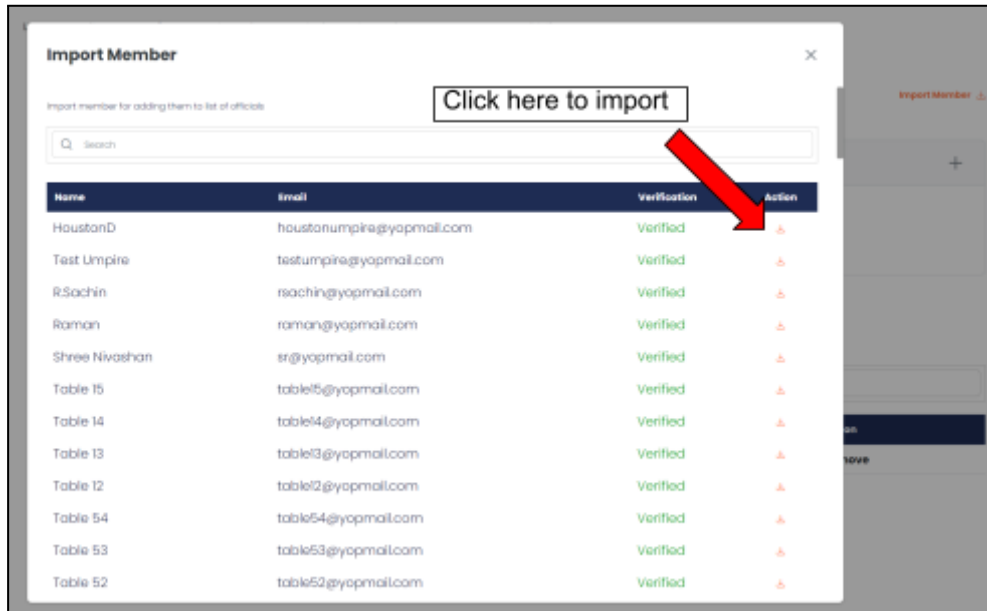 Import Member
Import member for adding them to list of officials
Click here to import
Import Member
Search
Name Email Verification Action
HoustonD houstonumpire@yopmail.com Verified
Test Umpire testumpire@yopmail.com Verified
R.Sachin rsachin@yopmail.com Verified
Raman raman@yopmail.com Verified
Shree Nivashan sr@yopmail.com Verified
Table 15 table15@yopmail.com Verified
Table 14 table14@yopmail.com Verified
Table 13 table13@yopmail.com Verified
Table 12 table12@yopmail.com Verified
on
Table 54 table54@yopmail.com Verified
Table 53 table53@yopmail.com Verified
Table 52 table52@yopmail.com Verified
nove